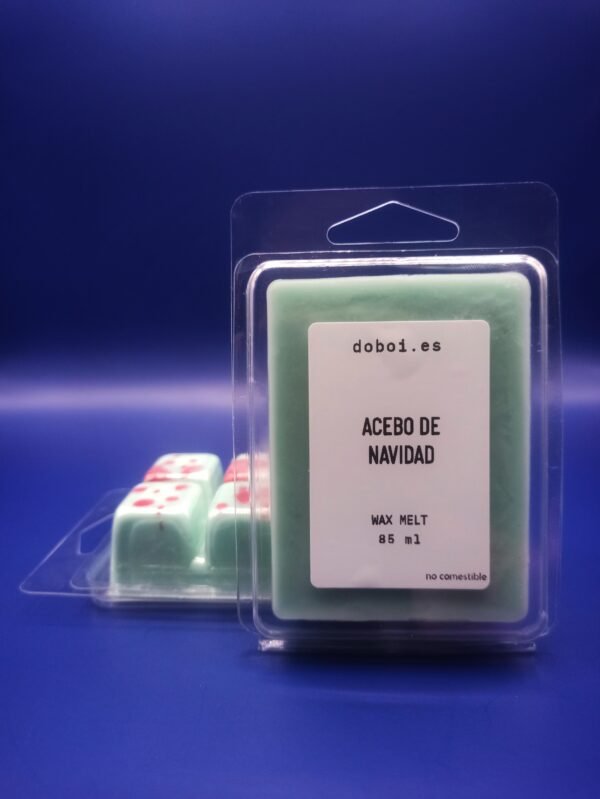 doboi.es
ACEBO DE
NAVIDAD
WAX MELT
85 ml
no comestible